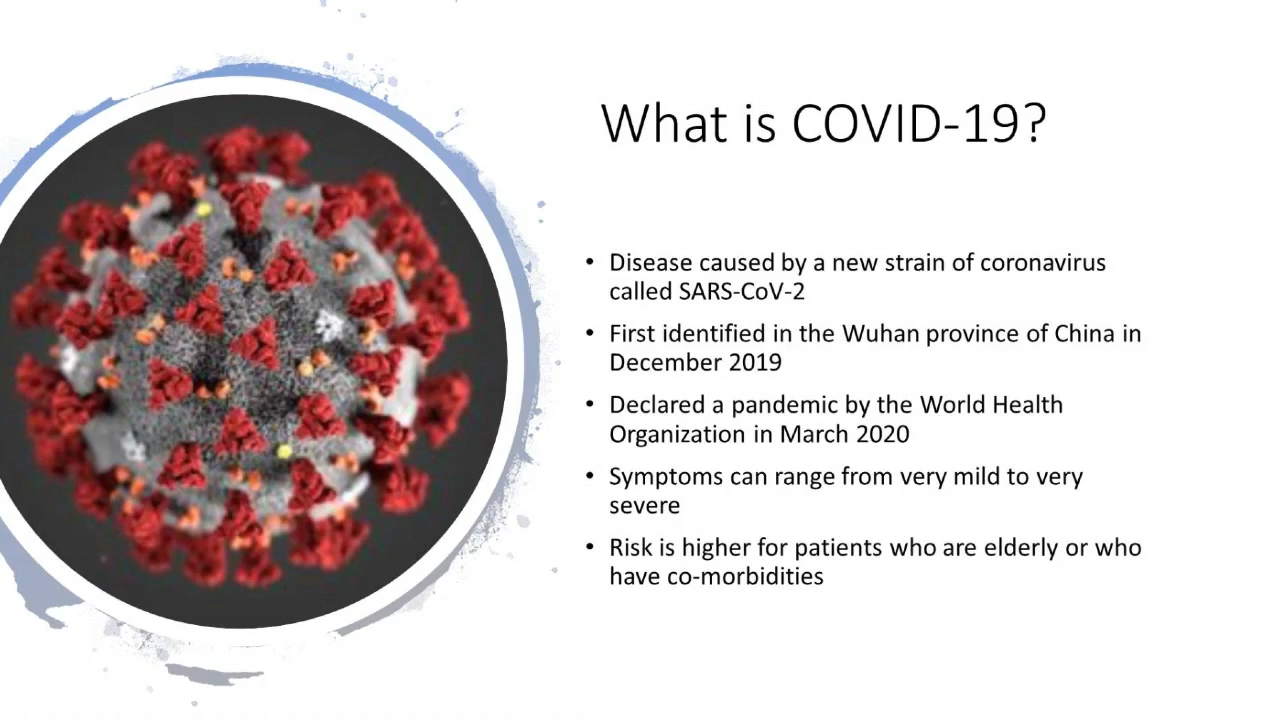 What is COVID-19?
• Disease caused by a new strain of coronavirus
called SARS-CoV-2
• First identified in the Wuhan province of China in
December 2019
• Declared a pandemic by the World Health
Organization in March 2020
• Symptoms can range from very mild to very
severe
• Risk is higher for patients who are elderly or who
have co-morbidities